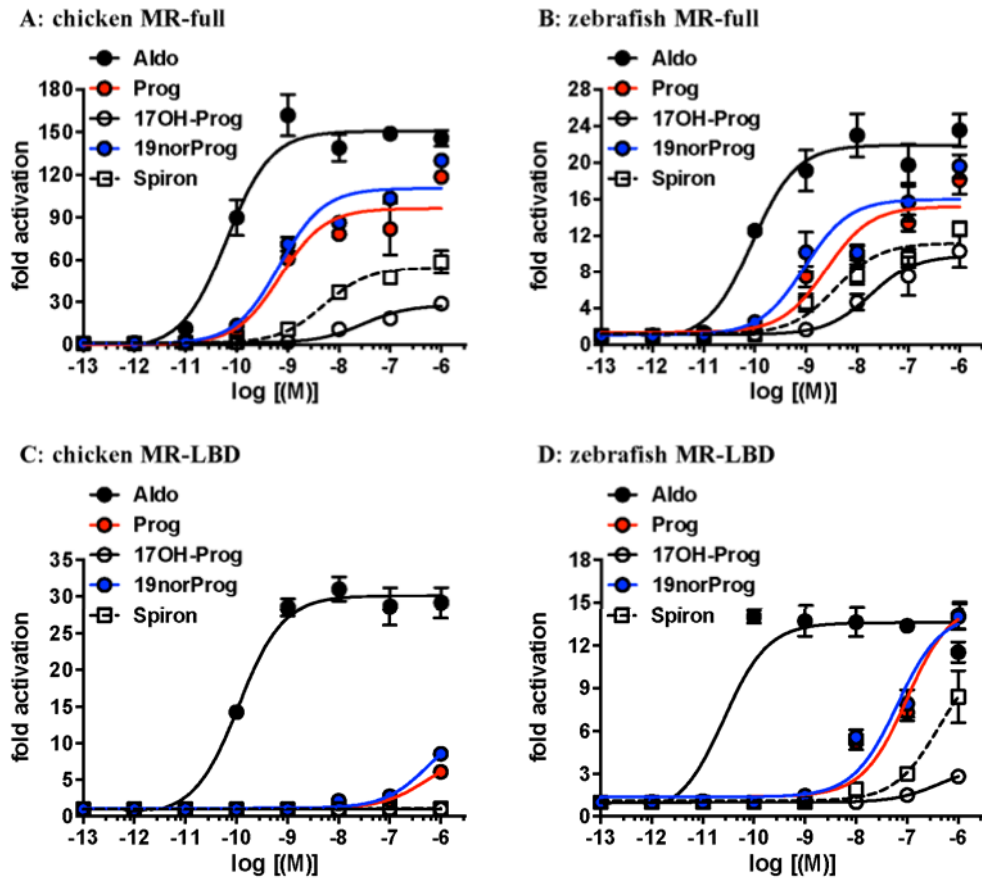 A: chicken MR-full
Aldo
Prog
17OH-Prog
19norProg
Spiron
fold activation
180
150
120
90
60
30
0
-13 -12 -11 -10 -9 -8 -7 -6
log [(M)]
B: zebrafish MR-full
Aldo
Prog
17OH-Prog
19norProg
Spiron
fold activation
28
24
20
16
12
8
4
0
-13 -12 -11 -10 -9 -8 -7 -6
log [(M)]
C: chicken MR-LBD
Aldo
Prog
17OH-Prog
19norProg
Spiron
fold activation
35
30
25
20
15
10
5
0
-13 -12 -11 -10 -9 -8 -7 -6
log [(M)]
D: zebrafish MR-LBD
Aldo
Prog
17OH-Prog
19norProg
Spiron
fold activation
18
15
12
9
6
3
0
-13 -12 -11 -10 -9 -8 -7 -6
log [(M)]